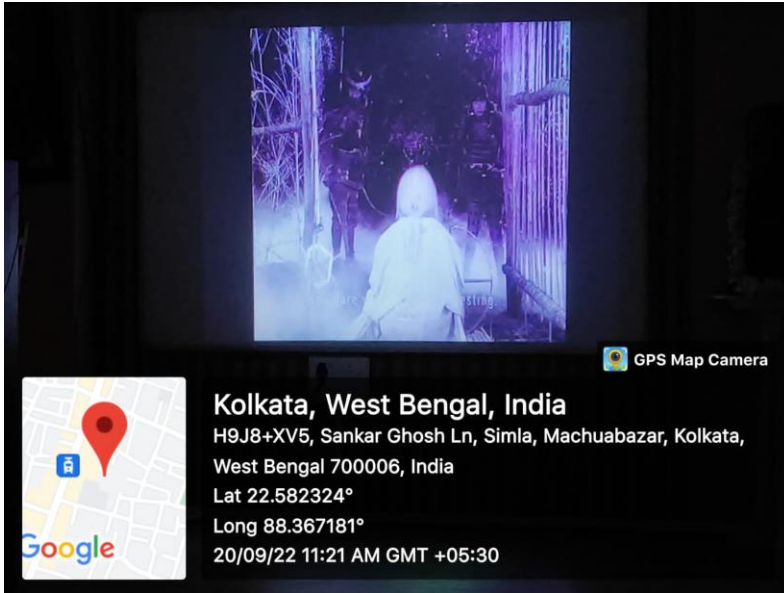 GPS Map Camera
Kolkata, West Bengal, India
H9J8+XV5, Sankar Ghosh Ln, Simla, Machuabazar, Kolkata,
West Bengal 700006, India
Lat 22.582324°
Long 88.367181°
20/09/22 11:21 AM GMT +05:30
Google